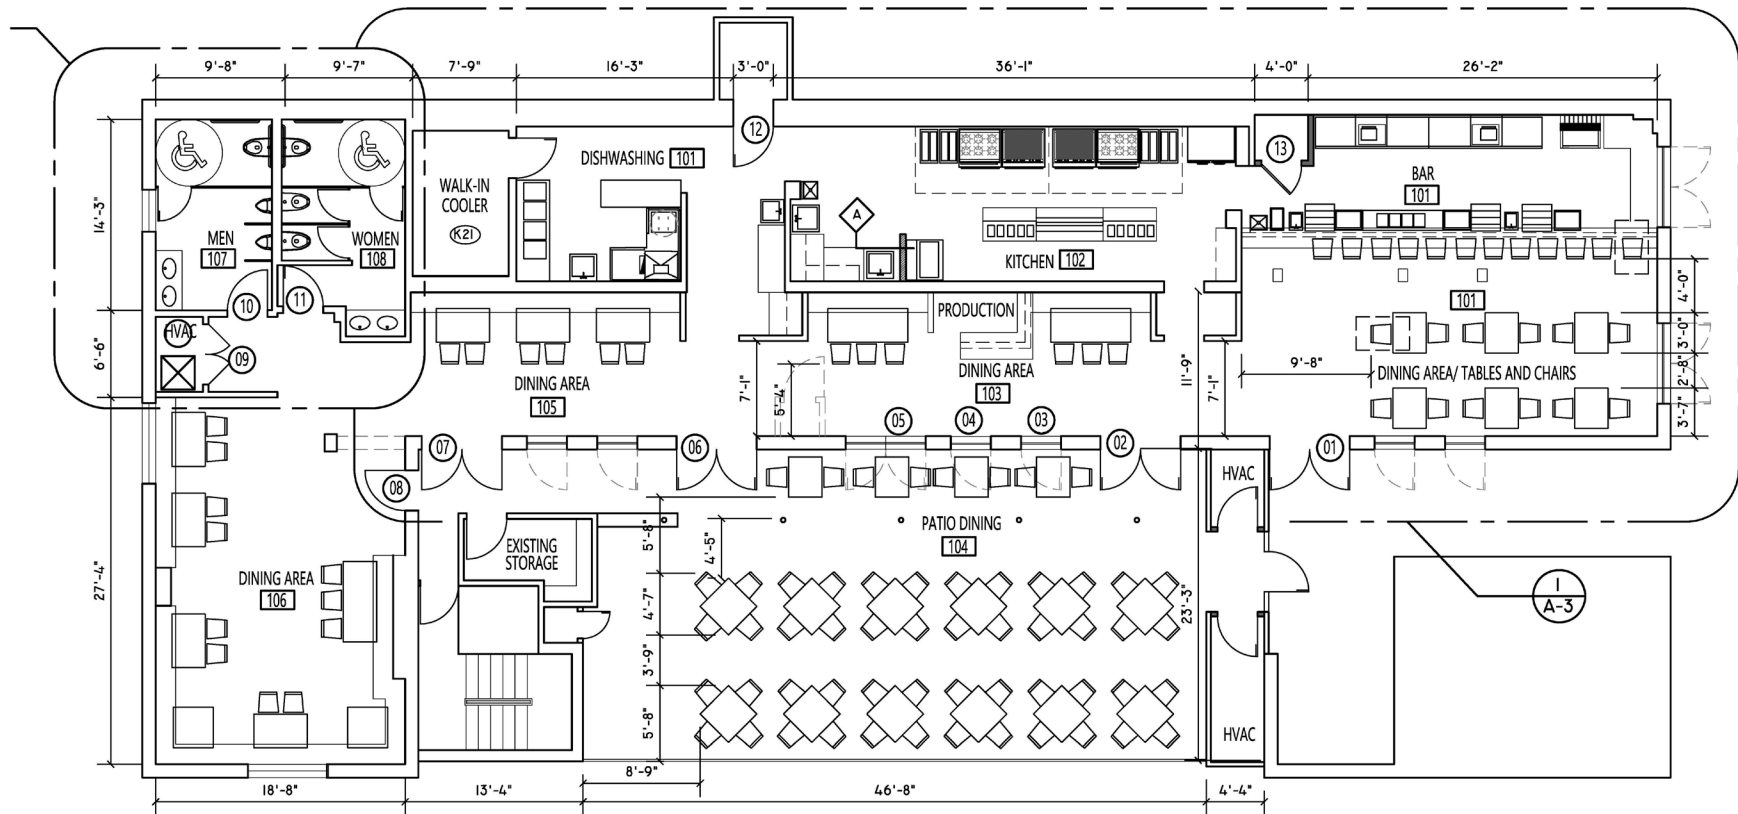 9'-8"
9'-7"
7'-9"
16'-3"
3'-0"
36'-1"
4'-0"
26'-2"
12
13
DISHWASHING 101
BAR
101
WALK-IN
COOLER
K21
14'-3"
MEN
107
WOMEN
108
A
KITCHEN 102
10
11
101
4'-0"
PRODUCTION
HVAC
09
6'-6"
3'-0"
2'-8"
3'-7"
DINING AREA
105
DINING AREA
103
7'-1"
5'-4"
11'-9"
7'-1"
9'-8"
DINING AREA/ TABLES AND CHAIRS
05
04
03
02
01
07
06
08
HVAC
PATIO DINING
104
EXISTING
STORAGE
5'-8"
4'-5"
27'-4"
DINING AREA
106
4'-7"
23'-3"
1
A-3
3'-9"
5'-8"
HVAC
8'-9"
18'-8"
13'-4"
46'-8"
4'-4"